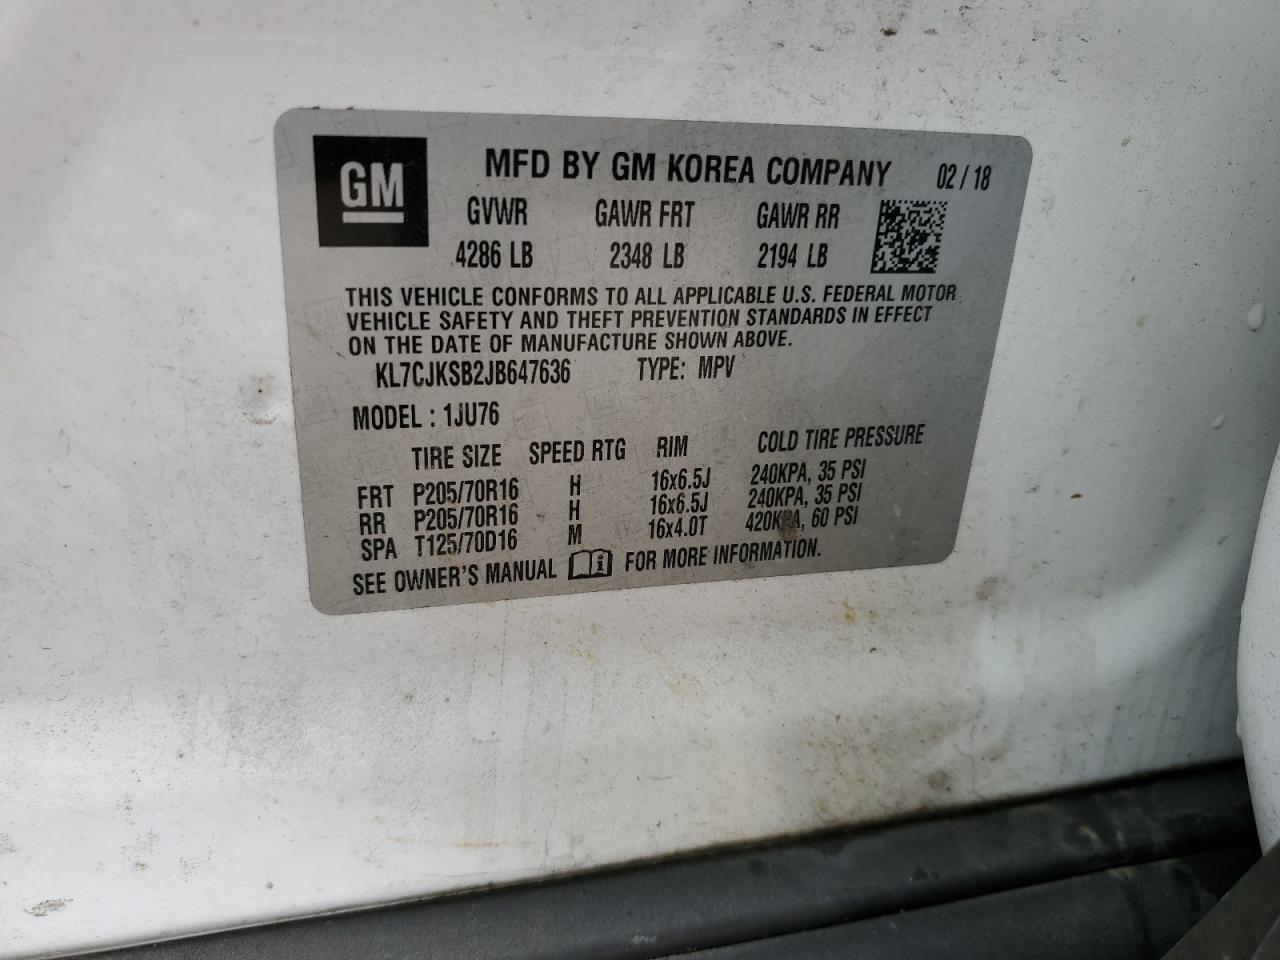 GM
MFD BY GM KOREA COMPANY 02 / 18
GVWR GAWR FRT GAWR RR
4286 LB 2348 LB 2194 LB
THIS VEHICLE CONFORMS TO ALL APPLICABLE U.S. FEDERAL MOTOR
VEHICLE SAFETY AND THEFT PREVENTION STANDARDS IN EFFECT
ON THE DATE OF MANUFACTURE SHOWN ABOVE.
KL7CJKSB2JB647636 TYPE: MPV
MODEL : 1JU76
TIRE SIZE SPEED RTG RIM COLD TIRE PRESSURE
FRT P205/70R16 H 16x6.5J 240KPA, 35 PSI
RR P205/70R16 H 16x6.5J 240KPA, 35 PSI
SPA T125/70D16 M 16x4.0T 420KPA, 60 PSI
SEE OWNER'S MANUAL i FOR MORE INFORMATION.